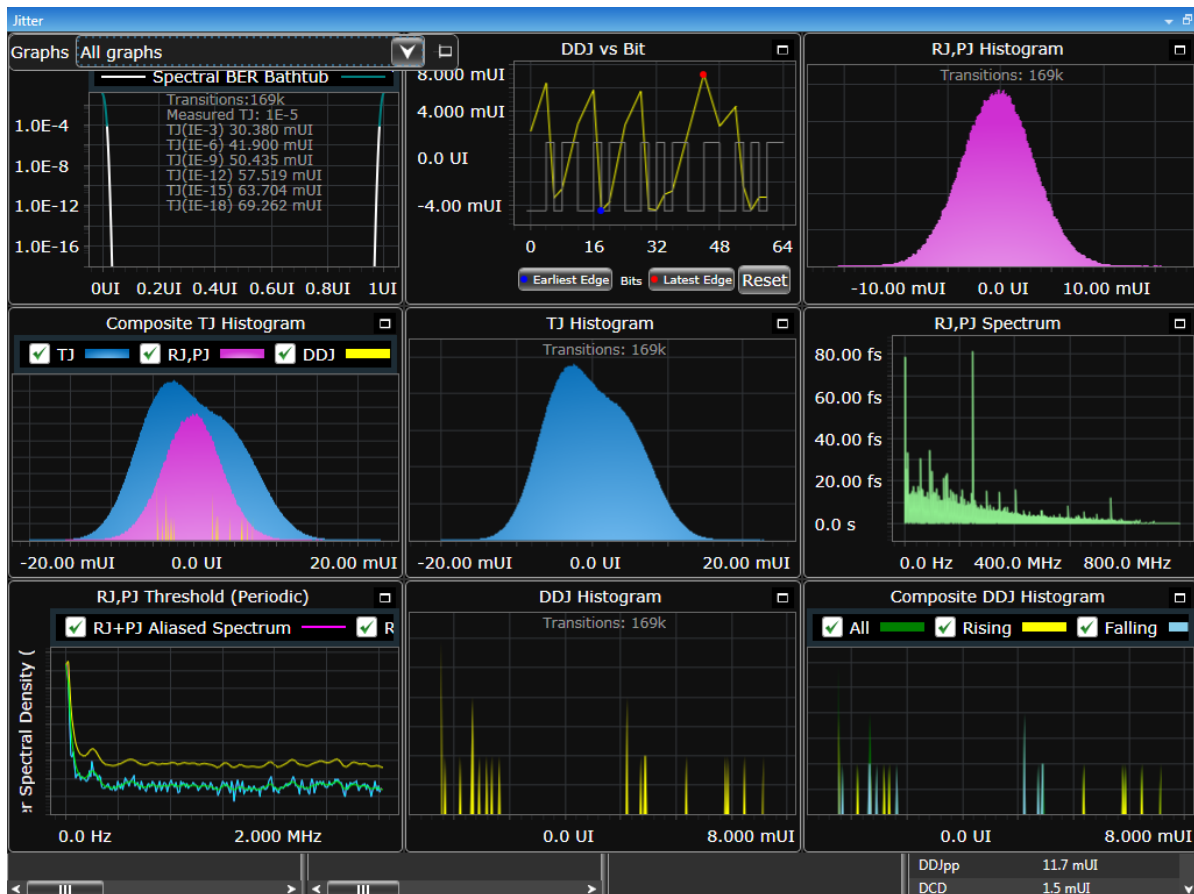 Jitter
Graphs All graphs
Spectral BER Bathtub
Transitions:169k
Measured TJ: 1E-5
TJ(IE-3) 30.380 mUI
TJ(IE-6) 41.900 mUI
TJ(IE-9) 50.435 mUI
TJ(IE-12) 57.519 mUI
TJ(IE-15) 63.704 mUI
TJ(IE-18) 69.262 mUI
1.0E-4
1.0E-8
1.0E-12
1.0E-16
0UI 0.2UI 0.4UI 0.6UI 0.8UI 1UI
DDJ vs Bit
8.000 mUI
4.000 mUI
0.0 UI
-4.00 mUI
0 16 32 48 64
Earliest Edge Bits Latest Edge Reset
RJ,PJ Histogram
Transitions: 169k
-10.00 mUI 0.0 UI 10.00 mUI
Composite TJ Histogram
TJ RJ,PJ DDJ
-20.00 mUI 0.0 UI 20.00 mUI
TJ Histogram
Transitions: 169k
-20.00 mUI 0.0 UI 20.00 mUI
RJ,PJ Spectrum
80.00 fs
60.00 fs
40.00 fs
20.00 fs
0.0 s
0.0 Hz 400.0 MHz 800.0 MHz
RJ,PJ Threshold (Periodic)
RJ+PJ Aliased Spectrum R
er Spectral Density (
0.0 Hz 2.000 MHz
DDJ Histogram
Transitions: 169k
0.0 UI 8.000 mUI
Composite DDJ Histogram
All Rising Falling
0.0 UI 8.000 mUI
DDJpp 11.7 mUI
DCD 1.5 mUI